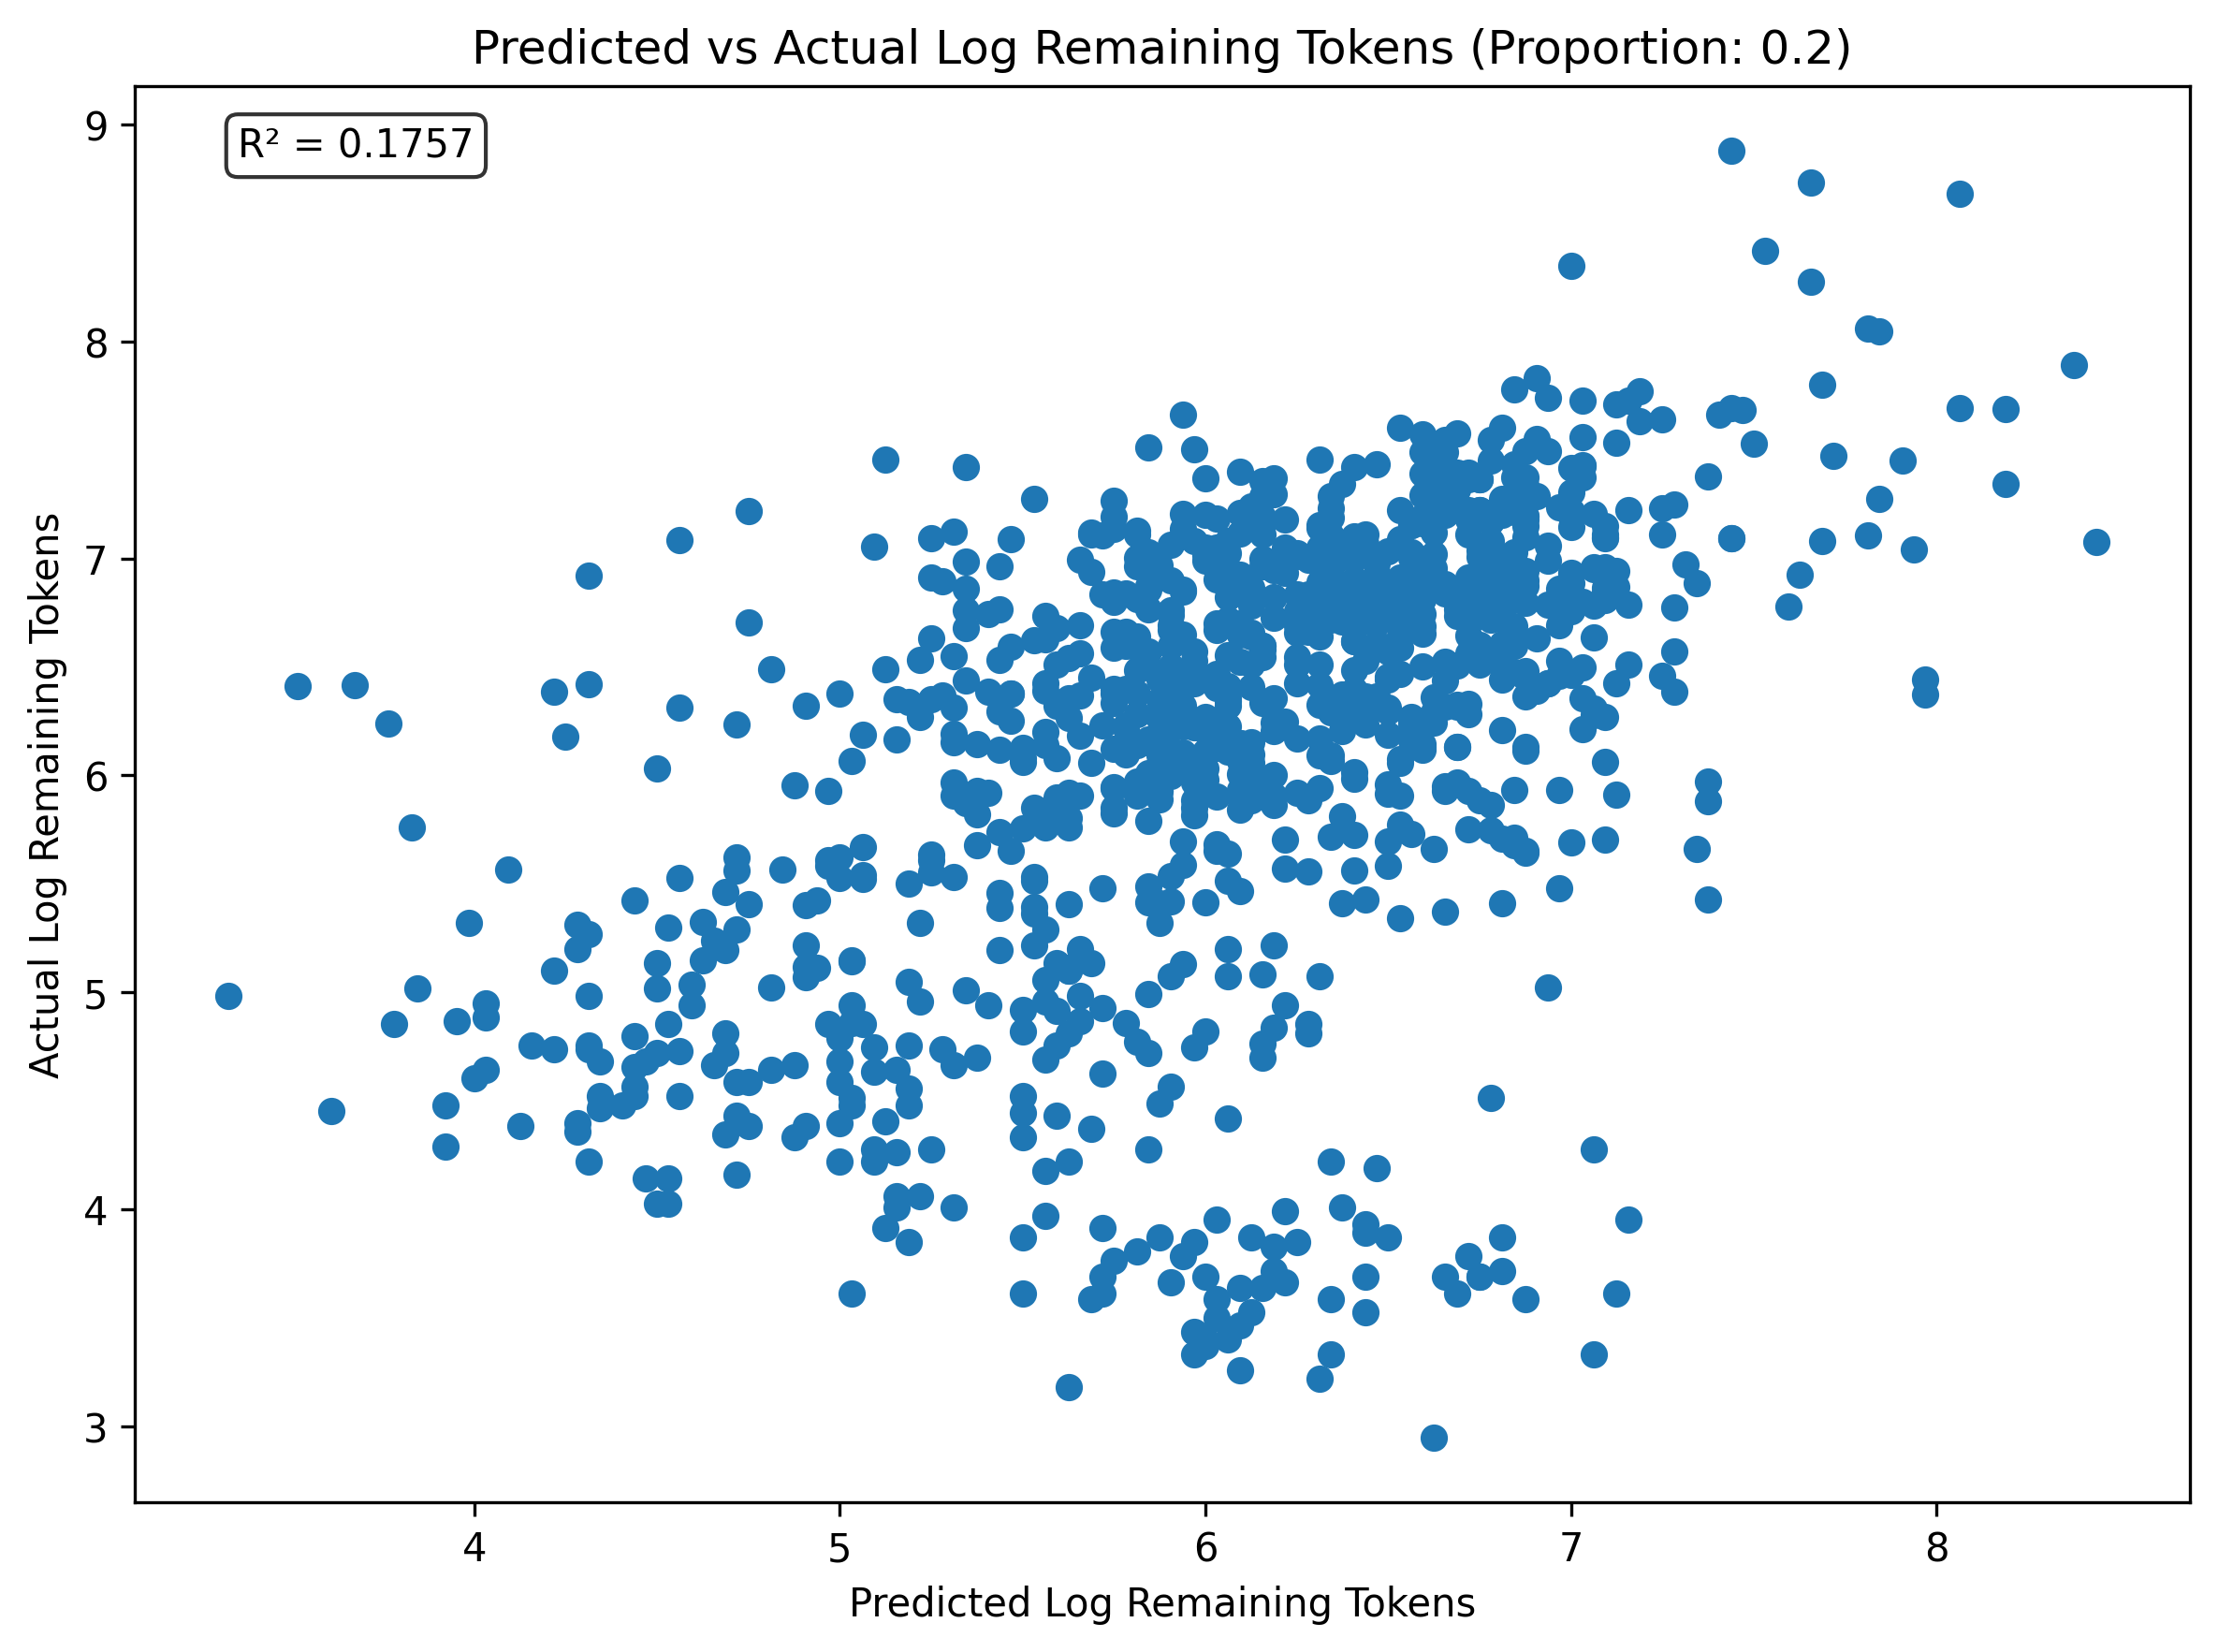 Predicted vs Actual Log Remaining Tokens (Proportion: 0.2)
R² = 0.1757
9
8
7
6
5
4
3
Actual Log Remaining Tokens
4 5 6 7 8
Predicted Log Remaining Tokens